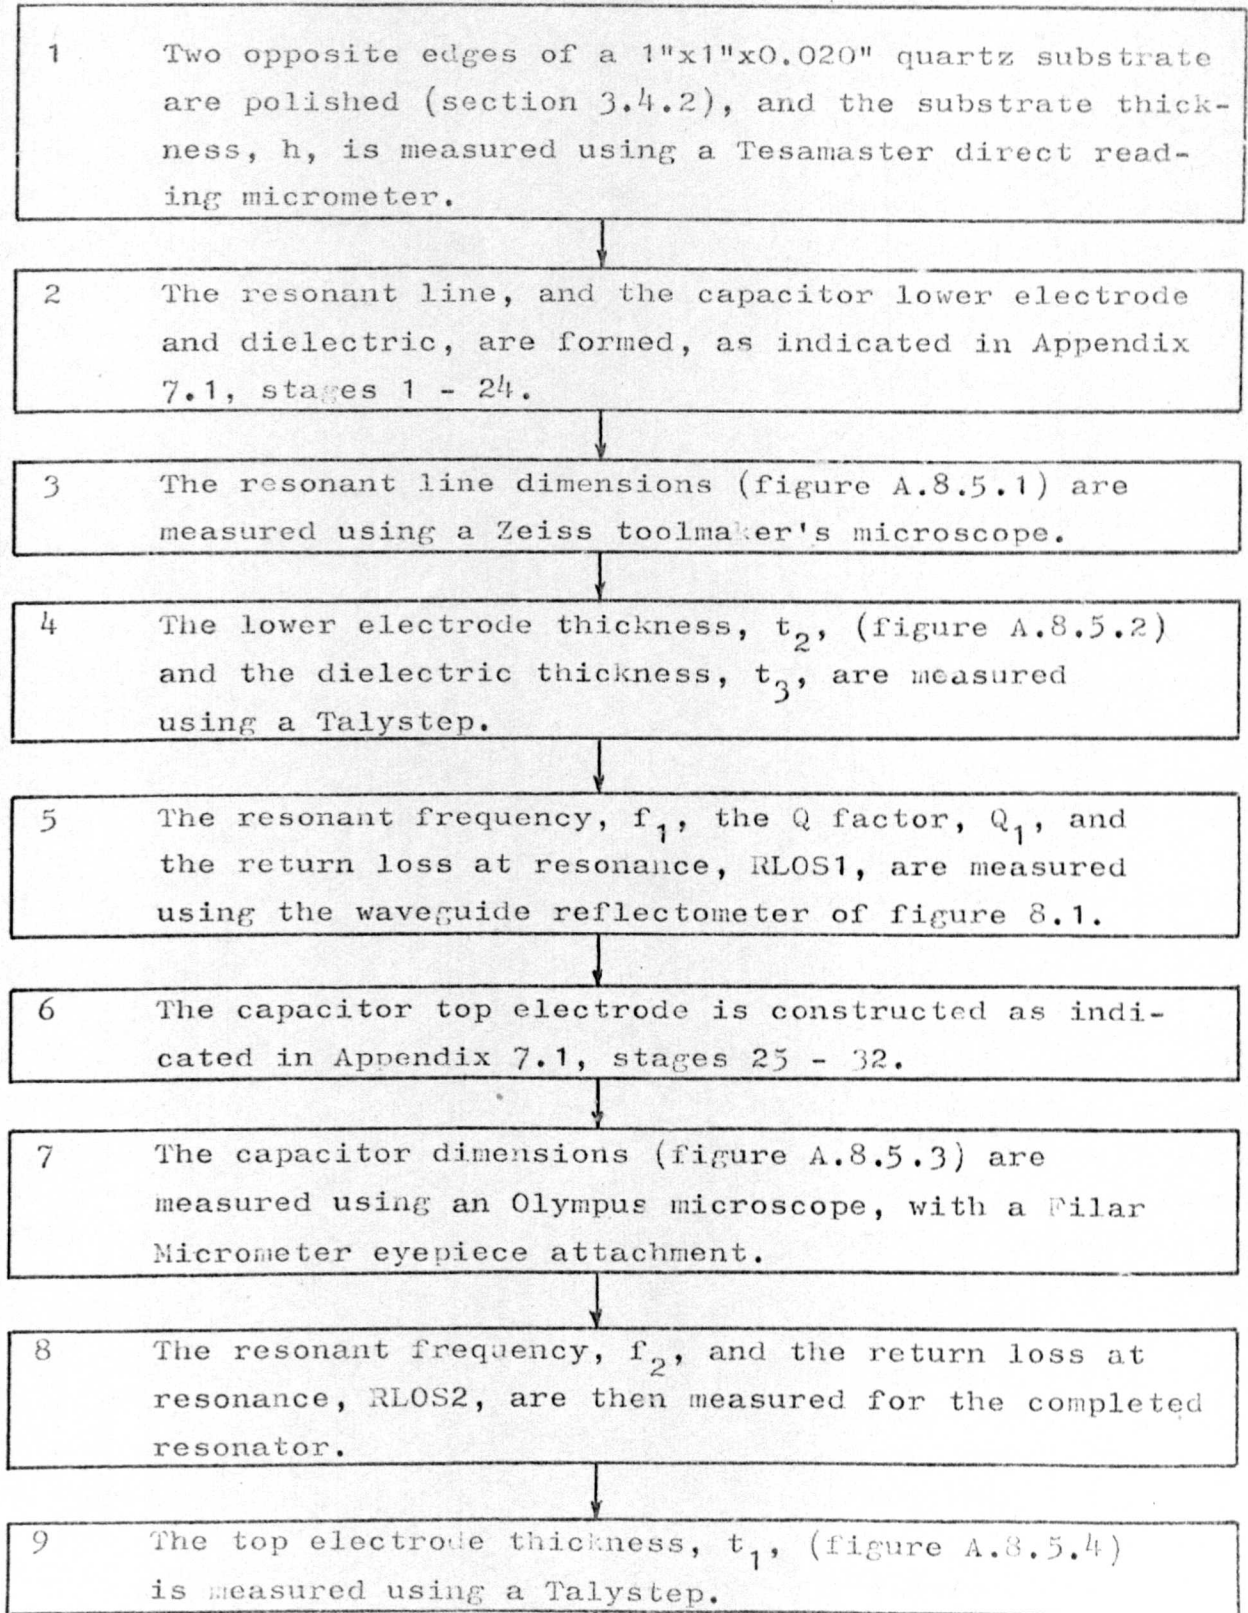 1 Two opposite edges of a 1"x1"x0.020" quartz substrate
are polished (section 3.4.2), and the substrate thick-
ness, h, is measured using a Tesamaster direct read-
ing micrometer.
2 The resonant line, and the capacitor lower electrode
and dielectric, are formed, as indicated in Appendix
7.1, stages 1 - 24.
3 The resonant line dimensions (figure A.8.5.1) are
measured using a Zeiss toolmaker's microscope.
4 The lower electrode thickness, t₂, (figure A.8.5.2)
and the dielectric thickness, t₃, are measured
using a Talystep.
5 The resonant frequency, f₁, the Q factor, Q₁, and
the return loss at resonance, RLOS1, are measured
using the waveguide reflectometer of figure 8.1.
6 The capacitor top electrode is constructed as indi-
cated in Appendix 7.1, stages 25 - 32.
7 The capacitor dimensions (figure A.8.5.3) are
measured using an Olympus microscope, with a Filar
Micrometer eyepiece attachment.
8 The resonant frequency, f₂, and the return loss at
resonance, RLOS2, are then measured for the completed
resonator.
9 The top electrode thickness, t₁, (figure A.8.5.4)
is measured using a Talystep.